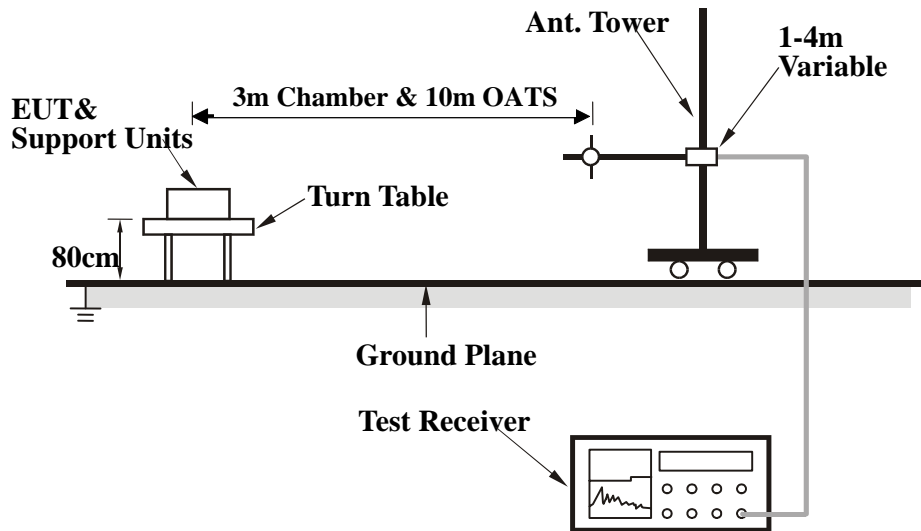 Ant. Tower
1-4m
Variable
3m Chamber & 10m OATS
EUT&
Support Units
Turn Table
80cm
Ground Plane
Test Receiver